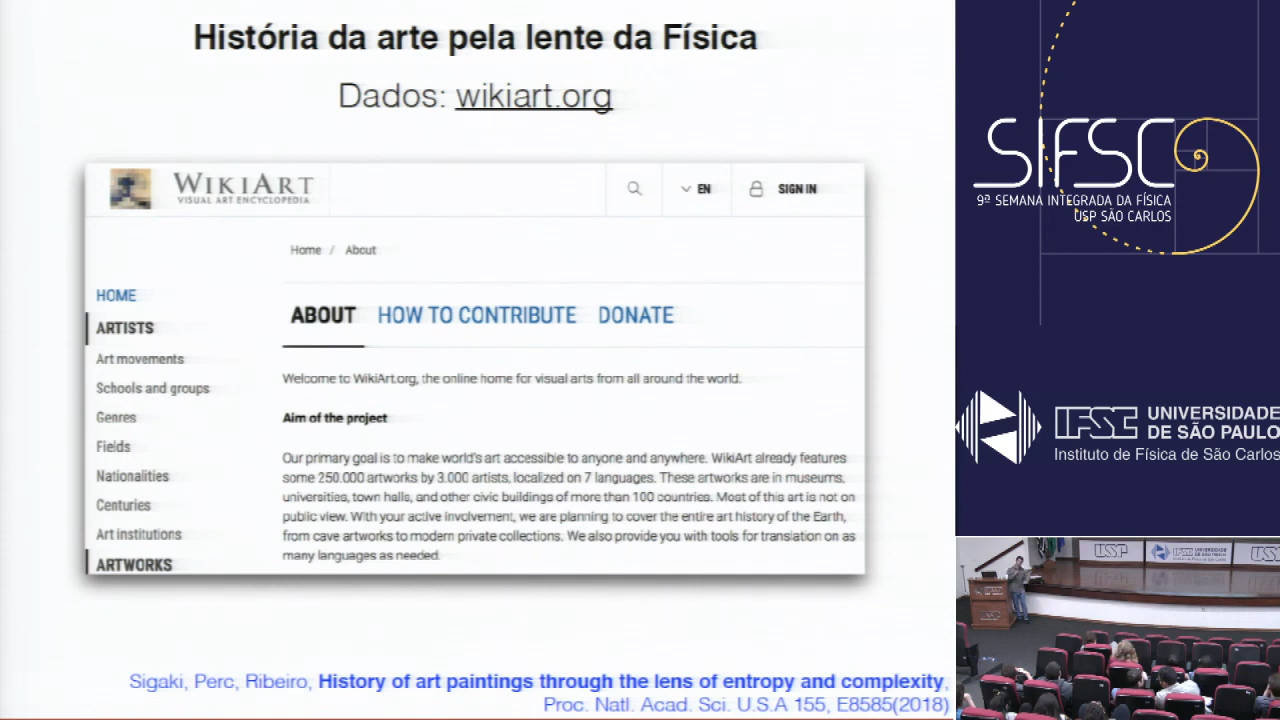 História da arte pela lente da Física
Dados: wikiart.org
WIKIART
VISUAL ART ENCYCLOPEDIA
EN
SIGN IN
Home / About
HOME
ARTISTS
Art movements
Schools and groups
Genres
Fields
Nationalities
Centuries
Art institutions
ARTWORKS
ABOUT HOW TO CONTRIBUTE DONATE
Welcome to WikiArt.org, the online home for visual arts from all around the world.
Aim of the project
Our primary goal is to make world's art accessible to anyone and anywhere. WikiArt already features
some 250.000 artworks by 3.000 artists, localized on 7 languages. These artworks are in museums,
universities, town halls, and other civic buildings of more than 100 countries. Most of this art is not on
public view. With your active involvement, we are planning to cover the entire art history of the Earth,
from cave artworks to modern private collections. We also provide you with tools for translation on as
many languages as needed.
Sigaki, Perc, Ribeiro, History of art paintings through the lens of entropy and complexity,
Proc. Natl. Acad. Sci. U.S.A 155, E8585(2018)
SIFSC
9ª SEMANA INTEGRADA DA FÍSICA
USP SÃO CARLOS
IFSC UNIVERSIDADE
DE SÃO PAULO
Instituto de Física de São Carlos
USP
IFSC UNIVERSIDADE
DE SÃO PAULO
USP